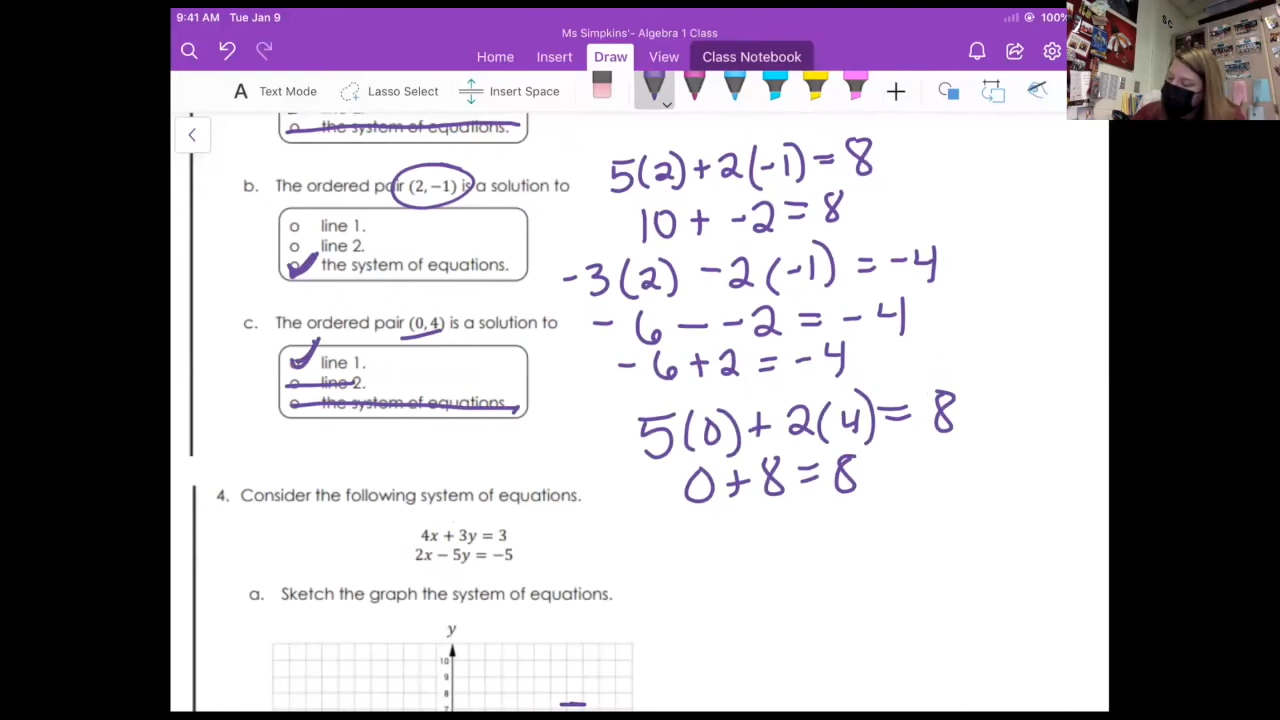 9:41 AM Tue Jan 9
100%
Ms Simpkins'- Algebra 1 Class
Home Insert Draw View Class Notebook
A Text Mode Lasso Select Insert Space
o the system of equations.
b. The ordered pair (2, −1) is a solution to
o line 1.
o line 2.
the system of equations.
c. The ordered pair (0, 4) is a solution to
line 1.
o line 2.
o the system of equations.
5(2) + 2(-1) = 8
10 + -2 = 8
-3(2) -2(-1) = -4
-6 - -2 = -4
-6 + 2 = -4
5(0) + 2(4) = 8
0 + 8 = 8
4. Consider the following system of equations.
4x + 3y = 3
2x − 5y = −5
a. Sketch the graph the system of equations.
y
10
9
8